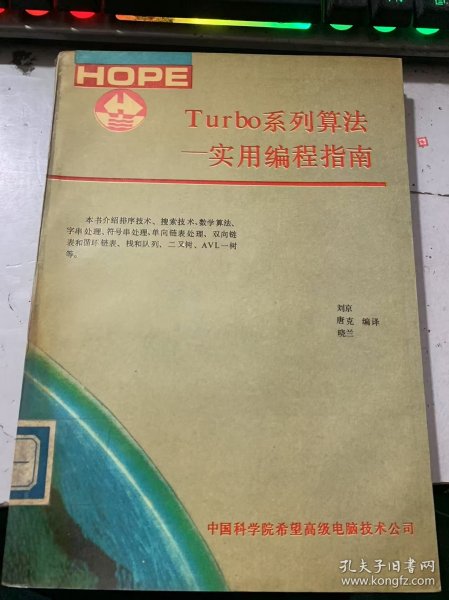 HOPE
Turbo系列算法
—实用编程指南
本书介绍排序技术、搜索技术、数学算法、
字串处理、符号串处理、单向链表处理、双向链
表和循环链表、栈和队列、二叉树、AVL—树
等。
刘京
唐克 编译
晓兰
中国科学院希望高级电脑技术公司
孔夫子旧书网
www.kongfz.com